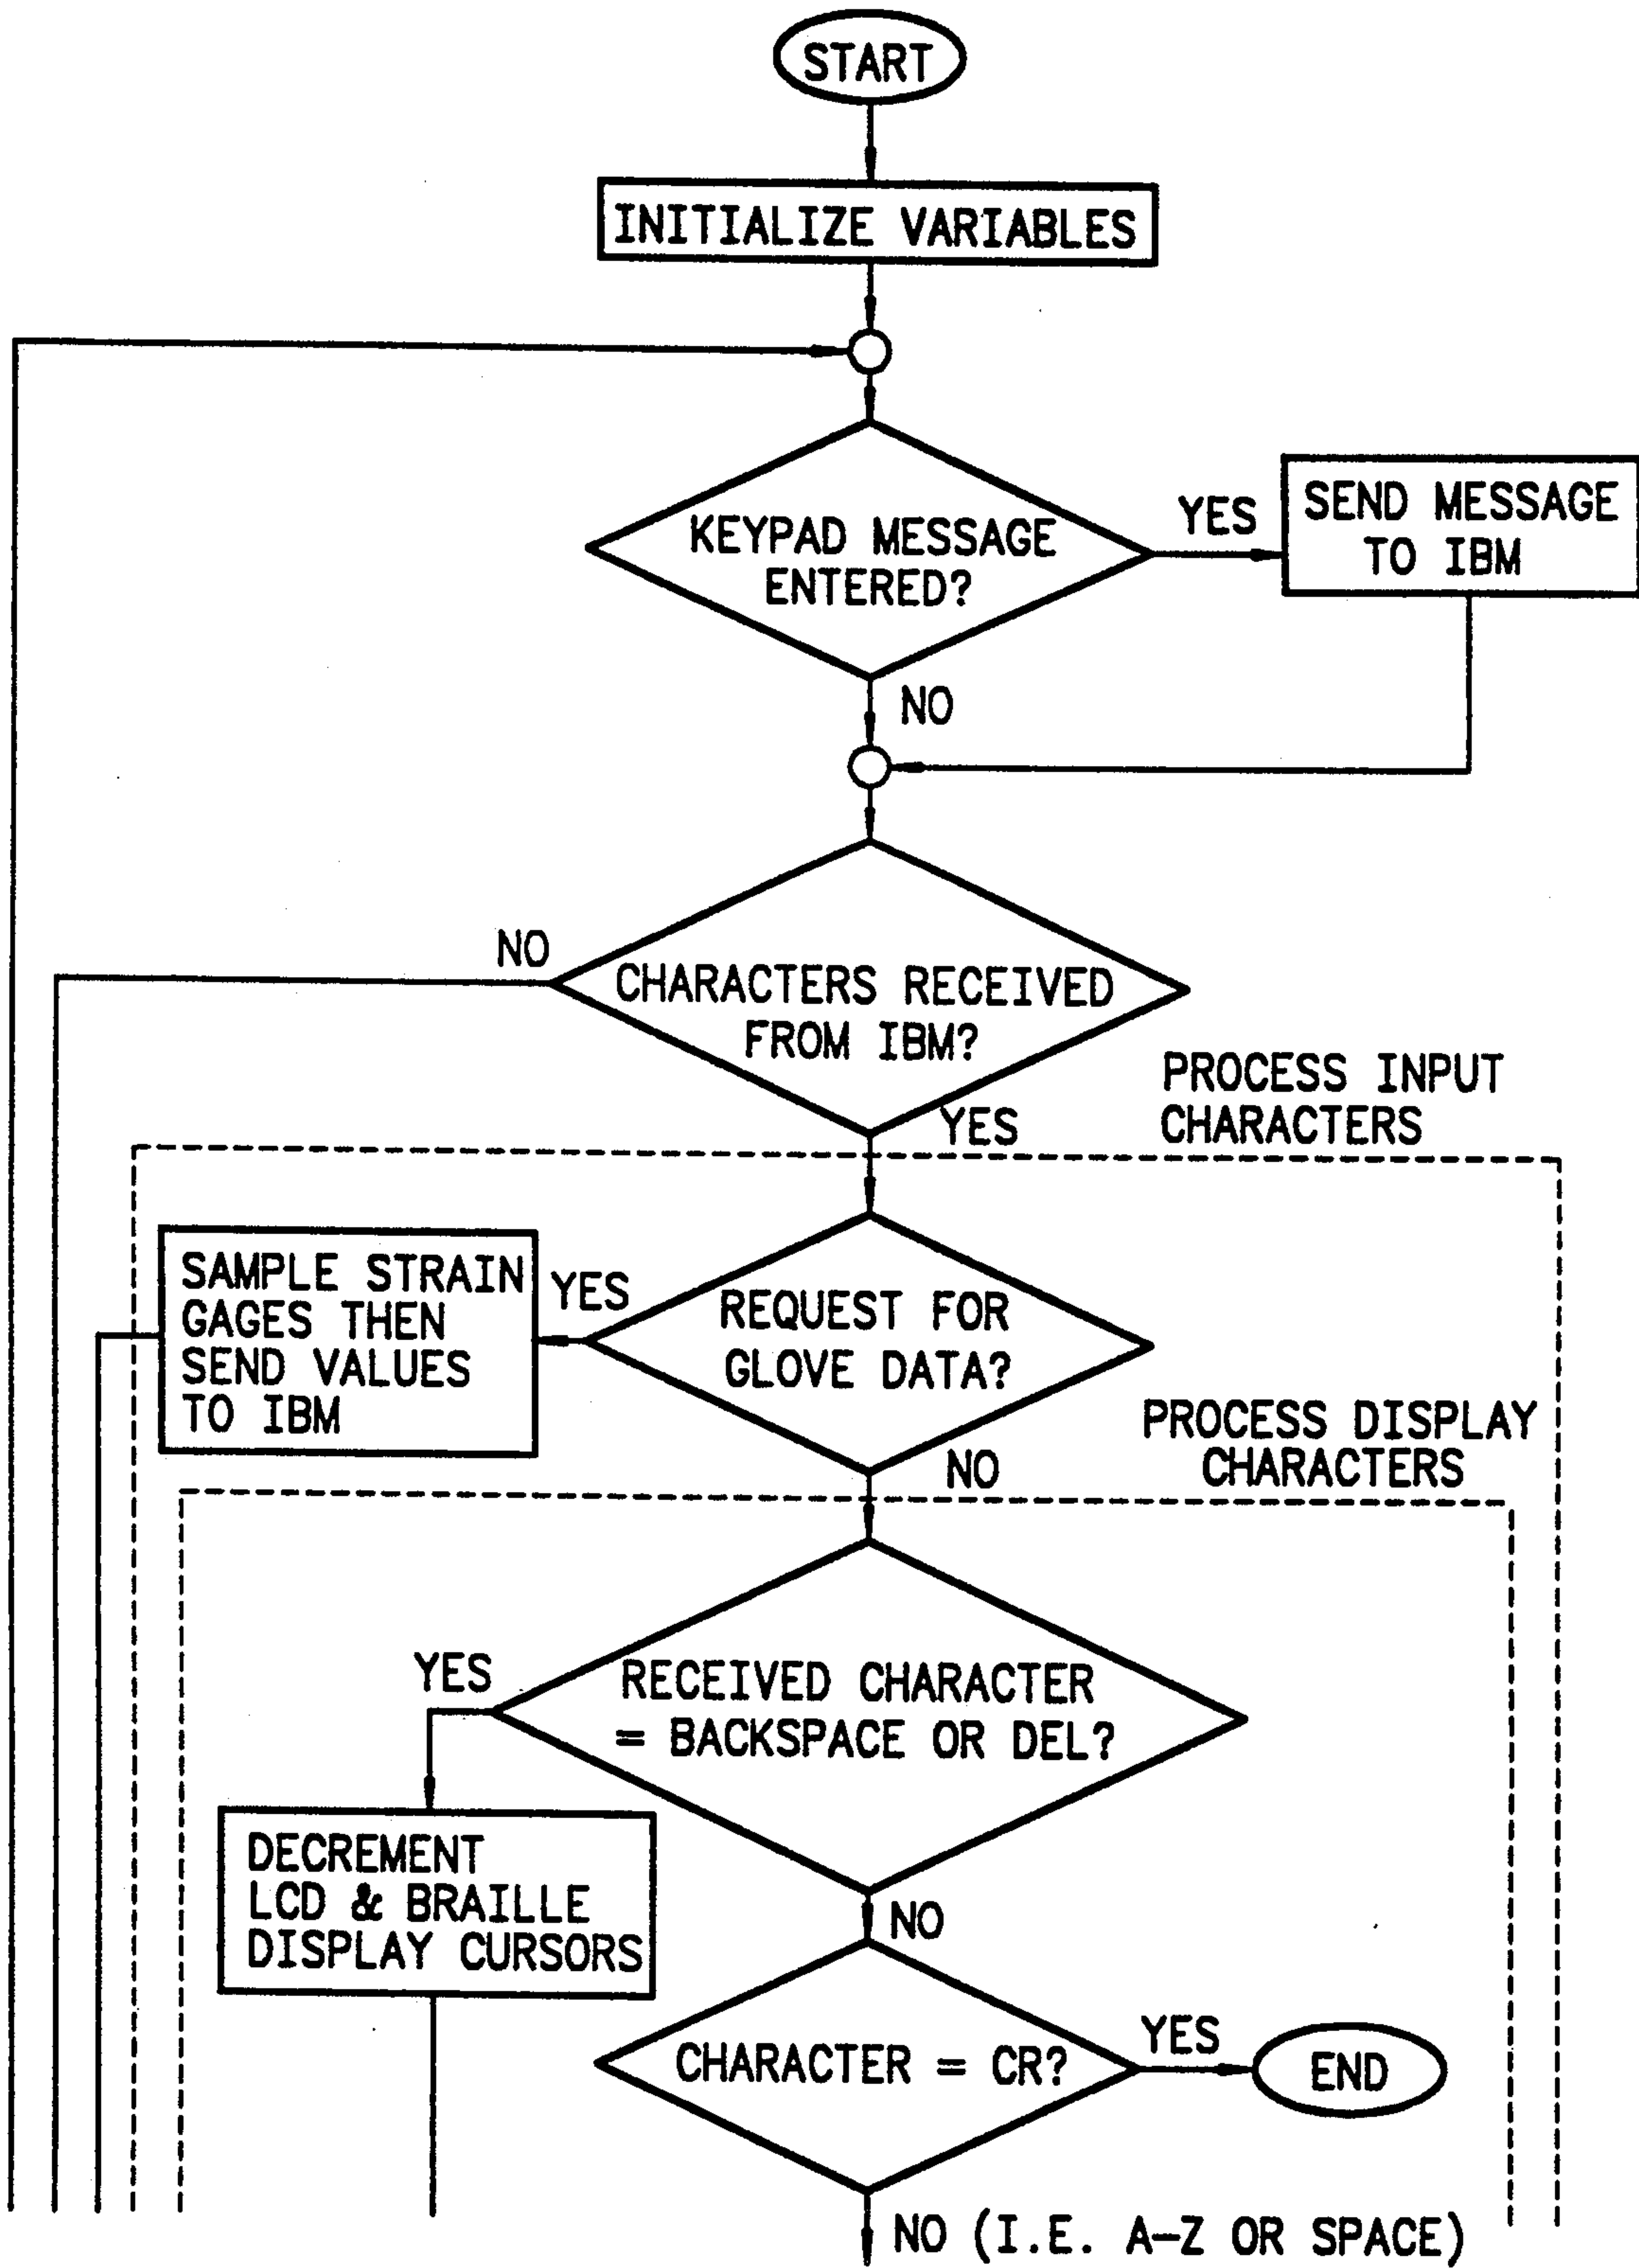 START
INITIALIZE VARIABLES
KEYPAD MESSAGE
ENTERED?
YES
SEND MESSAGE
TO IBM
NO
NO
CHARACTERS RECEIVED
FROM IBM?
YES
PROCESS INPUT
CHARACTERS
SAMPLE STRAIN
GAGES THEN
SEND VALUES
TO IBM
YES
REQUEST FOR
GLOVE DATA?
NO
PROCESS DISPLAY
CHARACTERS
YES
RECEIVED CHARACTER
= BACKSPACE OR DEL?
DECREMENT
LCD & BRAILLE
DISPLAY CURSORS
NO
CHARACTER = CR?
YES
END
NO (I.E. A-Z OR SPACE)